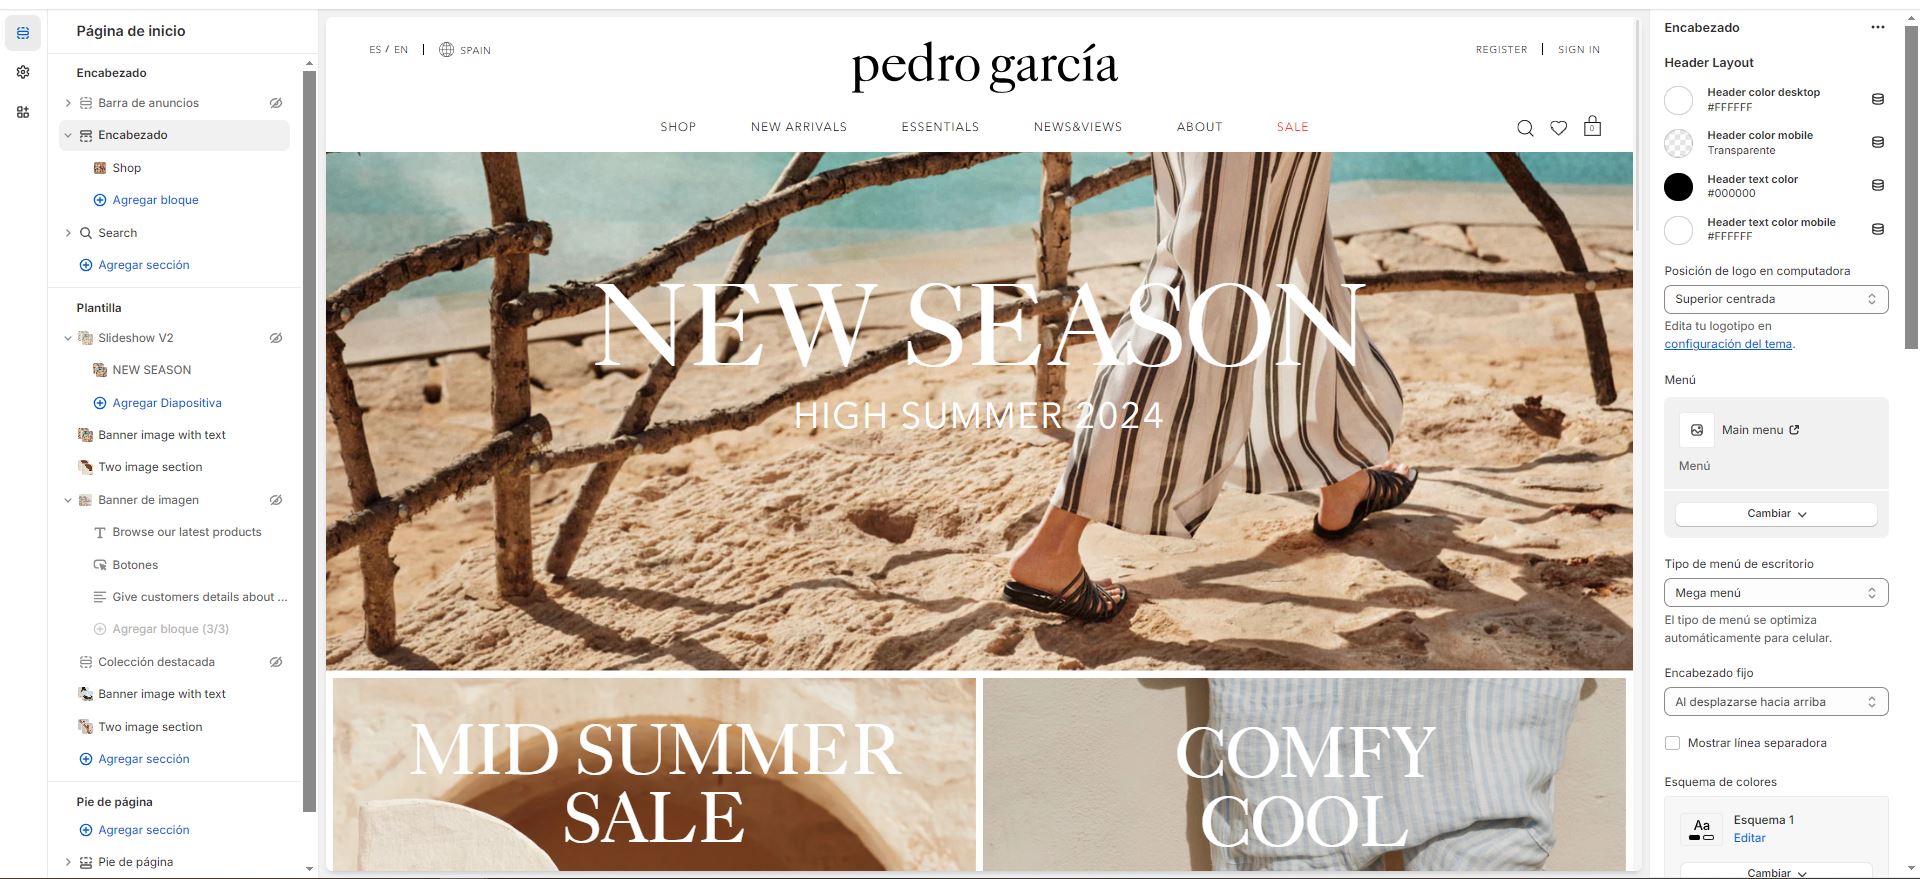 Página de inicio
Encabezado
Barra de anuncios
Encabezado
Shop
Agregar bloque
Search
Agregar sección
Plantilla
Slideshow V2
NEW SEASON
Agregar Diapositiva
Banner image with text
Two image section
Banner de imagen
Browse our latest products
Botones
Give customers details about ...
Agregar bloque (3/3)
Colección destacada
Banner image with text
Two image section
Agregar sección
Pie de página
Agregar sección
Pie de página
ES / EN | SPAIN
pedro garcía
REGISTER | SIGN IN
SHOP NEW ARRIVALS ESSENTIALS NEWS&VIEWS ABOUT SALE
0
NEW SEASON
HIGH SUMMER 2024
MID SUMMER
SALE
COMFY
COOL
Encabezado
Header Layout
Header color desktop
#FFFFFF
Header color mobile
Transparente
Header text color
#000000
Header text color mobile
#FFFFFF
Posición de logo en computadora
Superior centrada
Edita tu logotipo en
configuración del tema.
Menú
Main menu
Menú
Cambiar
Tipo de menú de escritorio
Mega menú
El tipo de menú se optimiza
automáticamente para celular.
Encabezado fijo
Al desplazarse hacia arriba
Mostrar línea separadora
Esquema de colores
Aa
Esquema 1
Editar
Cambiar